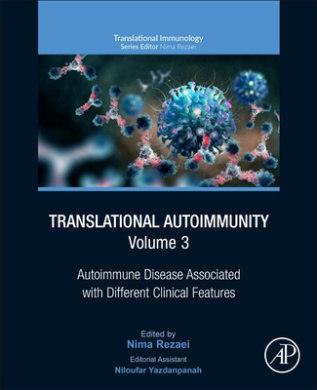 Translational Immunology
Series Editor Nima Rezaei
TRANSLATIONAL AUTOIMMUNITY
Volume 3
Autoimmune Disease Associated
with Different Clinical Features
Edited by
Nima Rezaei
Editorial Assistant
Niloufar Yazdanpanah
AP